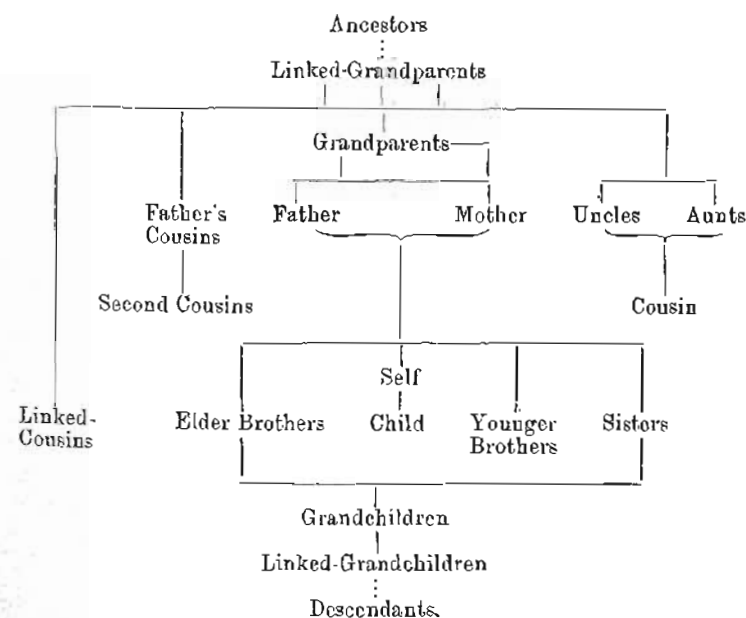 Ancestors
Linked-Grandparents
Grandparents
Father's
Cousins
Father
Mother
Uncles
Aunts
Second Cousins
Cousin
Self
Linked-
Cousins
Elder Brothers
Child
Younger
Brothers
Sistors
Grandchildren
Linked-Grandchildren
Descendants